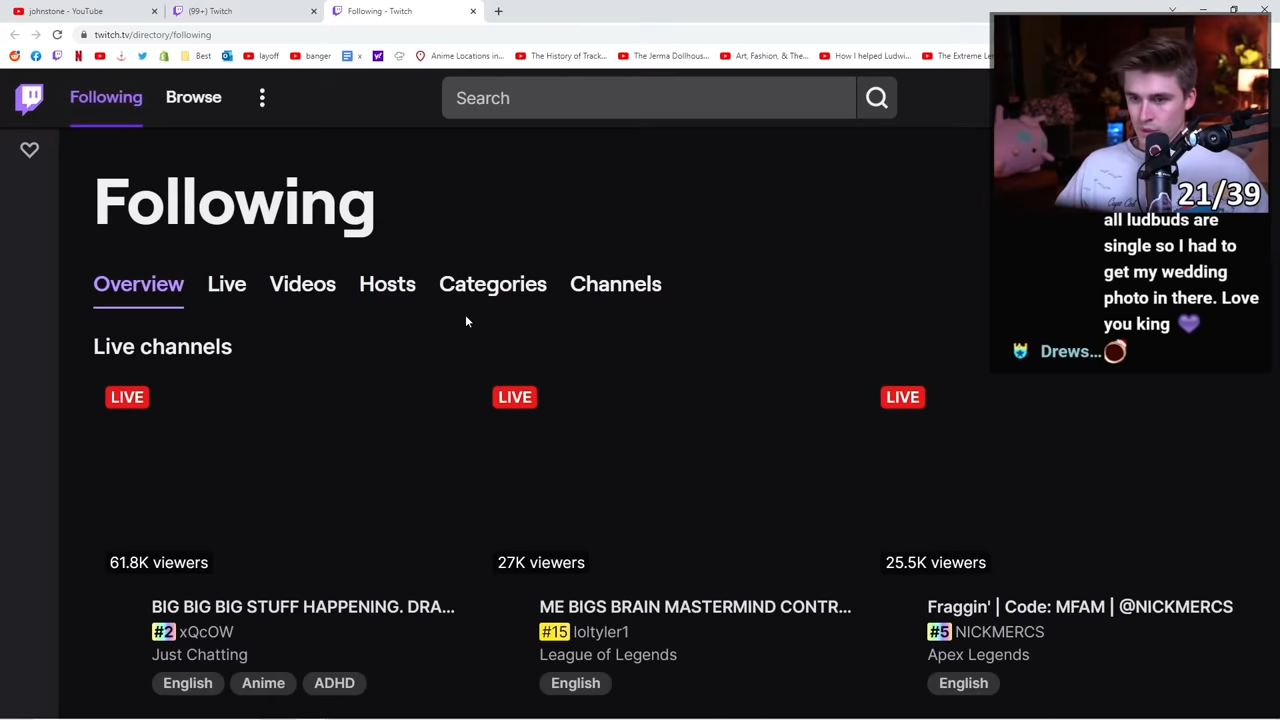 johnstone - YouTube
(99+) Twitch
Following - Twitch
twitch.tv/directory/following
Best
layoff
banger
x
Anime Locations in...
The History of Track...
The Jerma Dollhous...
Art, Fashion, & The...
How I helped Ludwi...
The Extreme Le
Following
Browse
Search
21/39
all ludbuds are
single so I had to
get my wedding
photo in there. Love
you king
Drews...
Following
Overview
Live
Videos
Hosts
Categories
Channels
Live channels
LIVE
61.8K viewers
BIG BIG BIG STUFF HAPPENING. DRA...
#2 xQcOW
Just Chatting
English
Anime
ADHD
LIVE
27K viewers
ME BIGS BRAIN MASTERMIND CONTR...
#15 loltyler1
League of Legends
English
LIVE
25.5K viewers
Fraggin' | Code: MFAM | @NICKMERCS
#5 NICKMERCS
Apex Legends
English